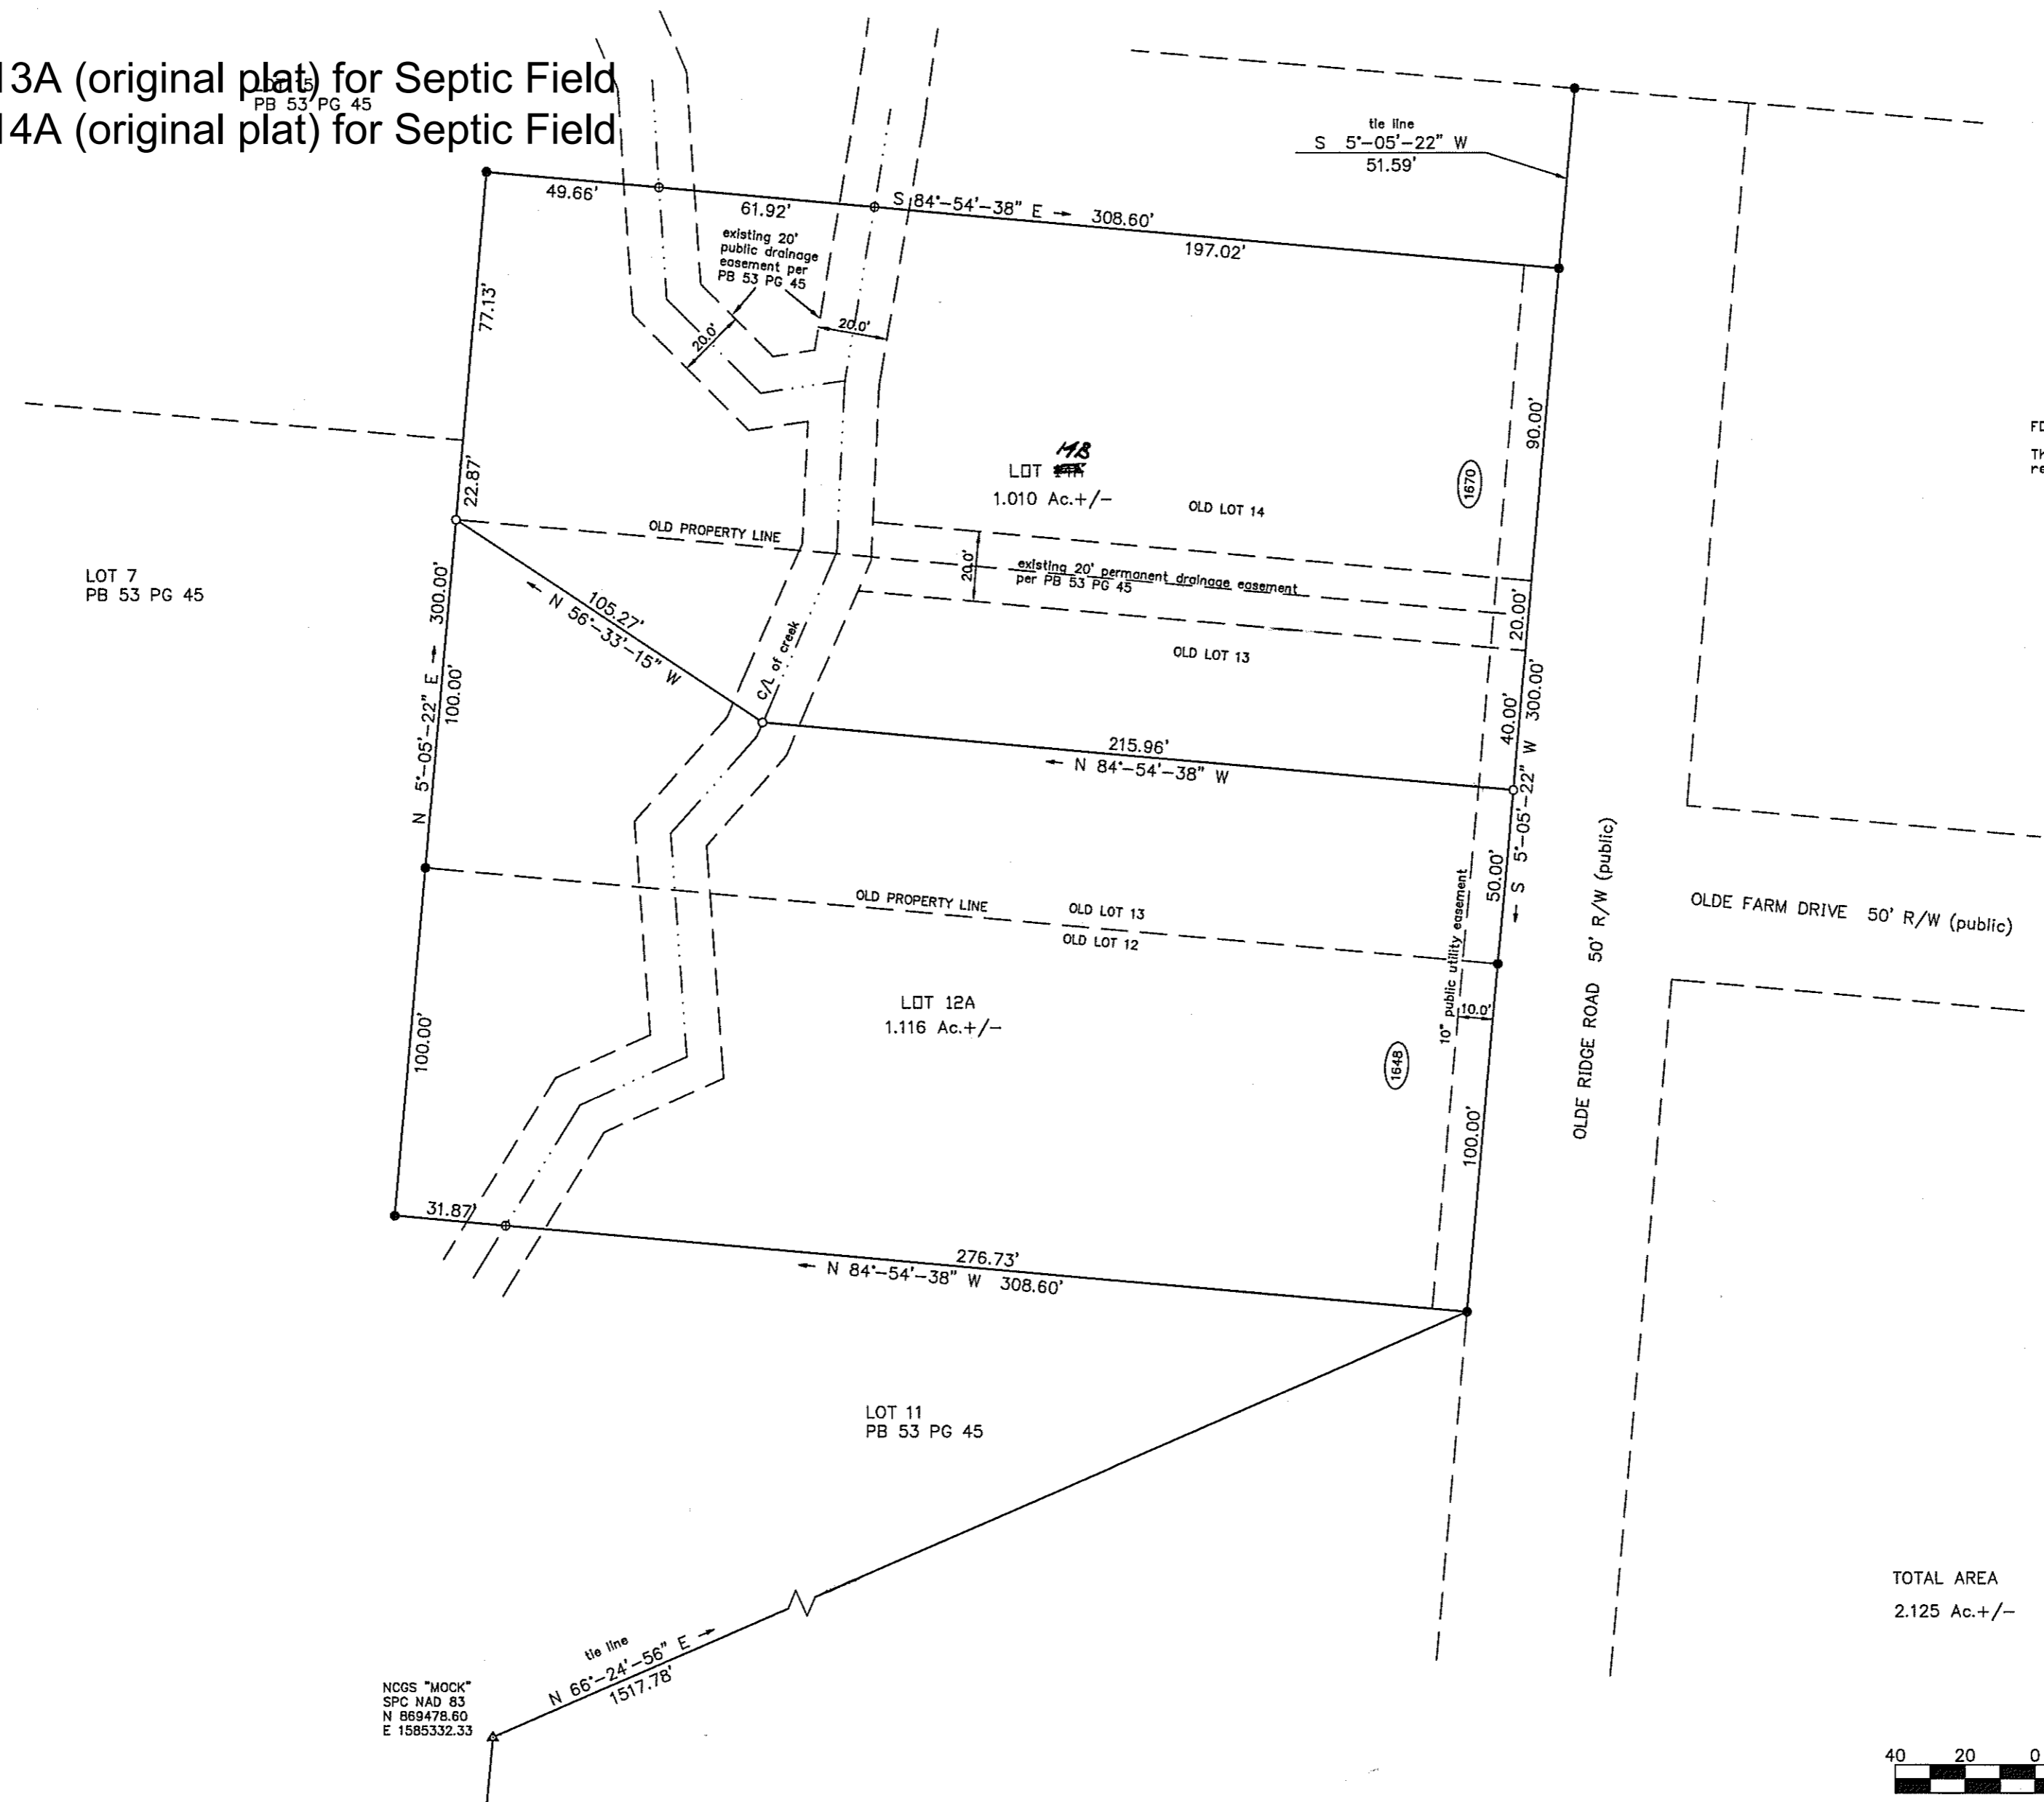 13A (original plat) for Septic Field
PB 53 PG 45
14A (original plat) for Septic Field
tie line
S 5°-05'-22" W
51.59'
49.66'
61.92'
S 84°-54'-38" E 308.60'
197.02'
existing 20'
public drainage
easement per
PB 53 PG 45
20.0'
20.0'
77.13'
22.87'
90.00'
14B
LOT
1.010 Ac.+/-
OLD LOT 14
1670
FD
Th
re
OLD PROPERTY LINE
20.0'
existing 20' permanent drainage easement
per PB 53 PG 45
20.00'
LOT 7
PB 53 PG 45
105.27'
N 56°-33'-15" W
C/L of creek
OLD LOT 13
N 5°-05'-22" E 300.00'
100.00'
40.00'
S 5°-05'-22" W 300.00'
215.96'
N 84°-54'-38" W
50.00'
OLD PROPERTY LINE
OLD LOT 13
OLD LOT 12
10" public utility easement
OLDE RIDGE ROAD 50' R/W (public)
OLDE FARM DRIVE 50' R/W (public)
LOT 12A
1.116 Ac.+/-
10.0'
1648
100.00'
100.00'
31.87'
276.73'
N 84°-54'-38" W 308.60'
LOT 11
PB 53 PG 45
TOTAL AREA
2.125 Ac.+/-
tie line
N 66°-24'-56" E
1517.78'
NCGS "MOCK"
SPC NAD 83
N 869478.60
E 1585332.33
40 20 0